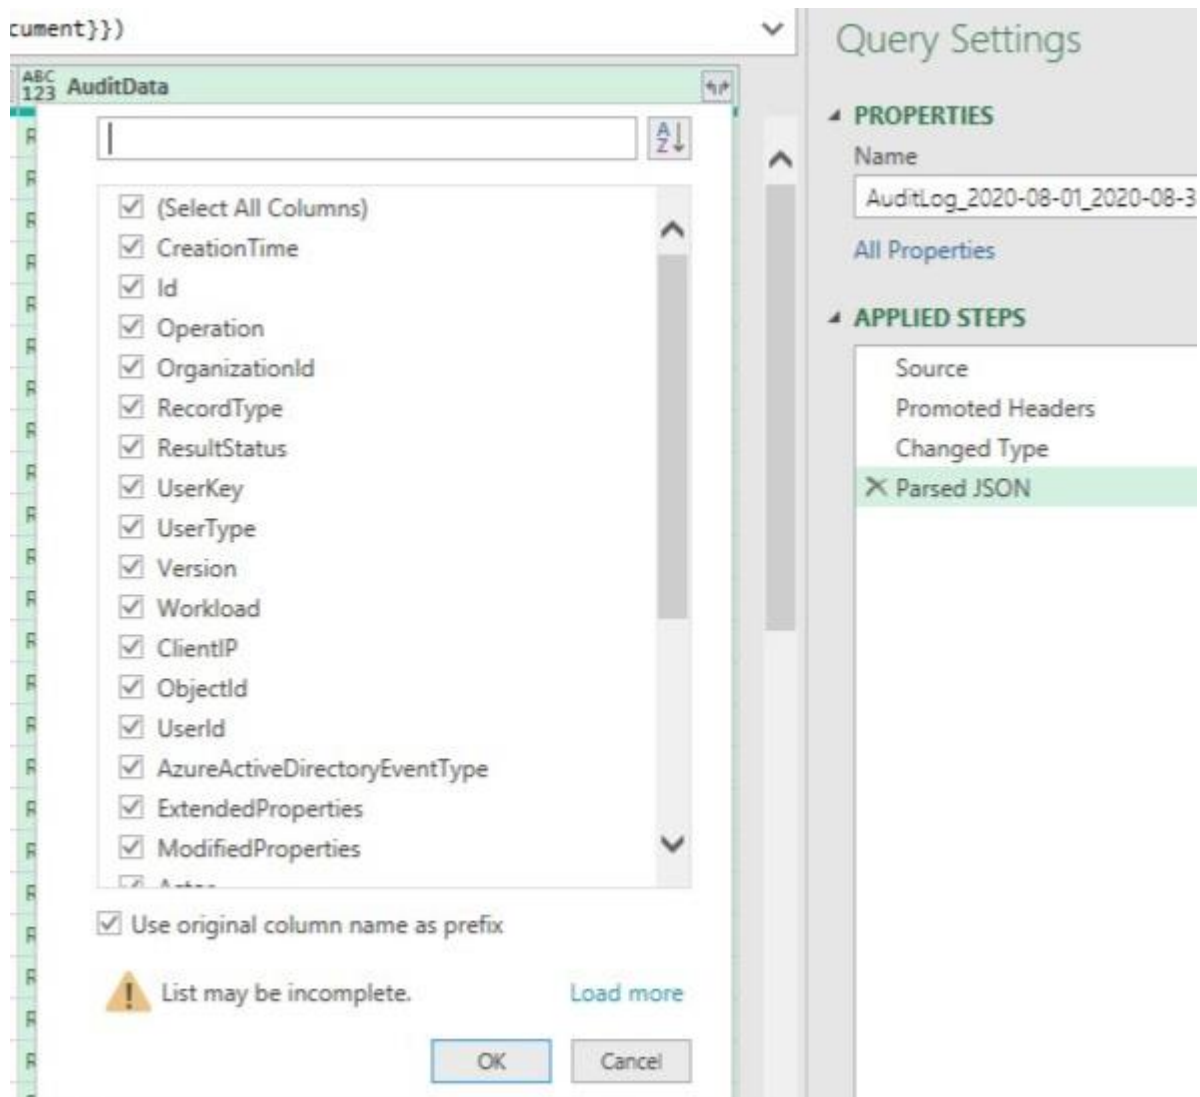 cument}})
ABC
123 AuditData
A
Z
(Select All Columns)
CreationTime
Id
Operation
OrganizationId
RecordType
ResultStatus
UserKey
UserType
Version
Workload
ClientIP
ObjectId
UserId
AzureActiveDirectoryEventType
ExtendedProperties
ModifiedProperties
Use original column name as prefix
List may be incomplete. Load more
OK Cancel
Query Settings
PROPERTIES
Name
AuditLog_2020-08-01_2020-08-3
All Properties
APPLIED STEPS
Source
Promoted Headers
Changed Type
Parsed JSON